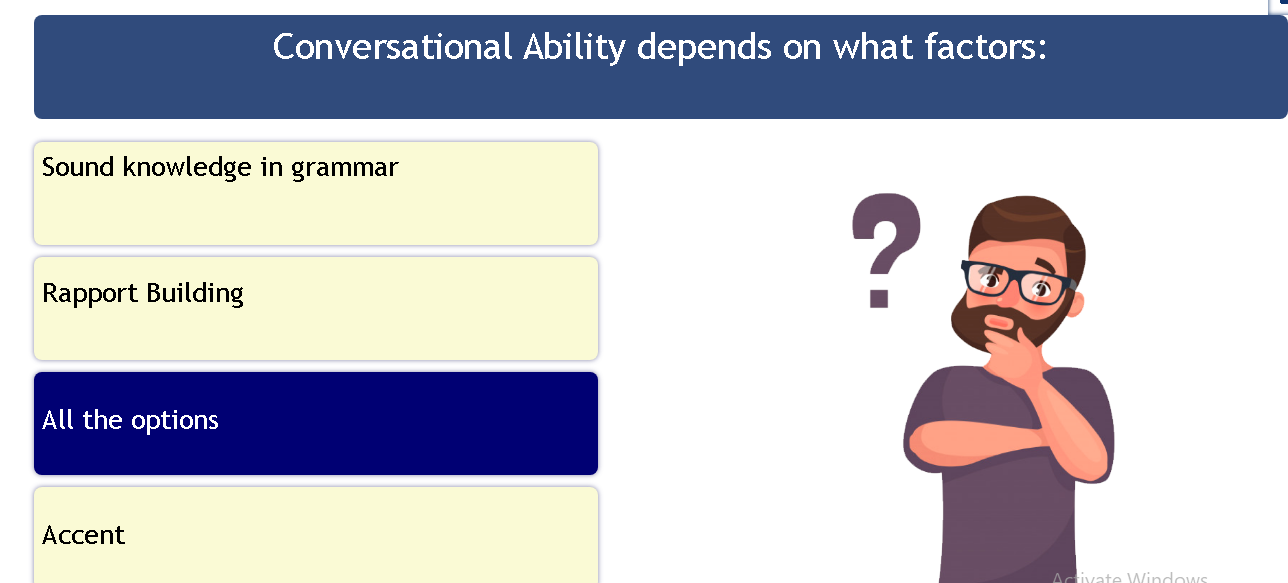 Conversational Ability depends on what factors:
Sound knowledge in grammar
Rapport Building
All the options
Accent
?
Activate Windows